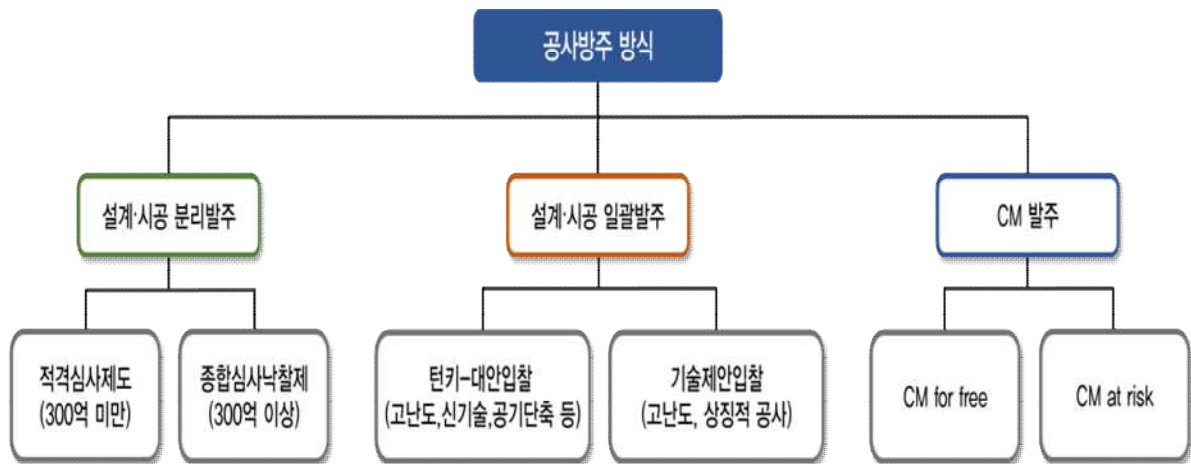 공사방주 방식
설계·시공 분리발주
설계·시공 일괄발주
CM 발주
적격심사제도
(300억 미만)
종합심사낙찰제
(300억 이상)
턴키-대안입찰
(고난도,신기술,공기단축 등)
기술제안입찰
(고난도, 상징적 공사)
CM for free
CM at risk